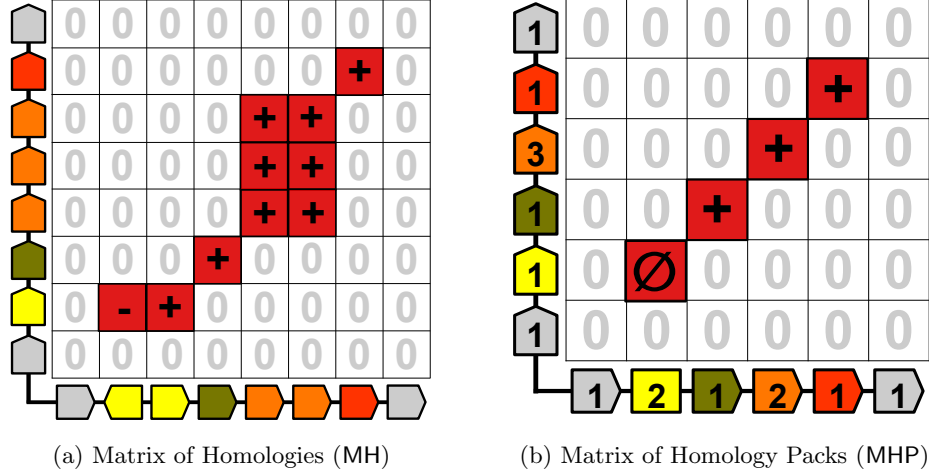 0 0 0 0 0 0 0 0
0 0 0 0 0 0 + 0
0 0 0 0 + + 0 0
0 0 0 0 + + 0 0
0 0 0 0 + + 0 0
0 0 0 + 0 0 0 0
0 - + 0 0 0 0 0
0 0 0 0 0 0 0 0
(a) Matrix of Homologies (MH)
1 0 0 0 0 0 0
1 0 0 0 0 + 0
3 0 0 0 + 0 0
1 0 0 + 0 0 0
1 0 ∅ 0 0 0 0
1 0 0 0 0 0 0
1 2 1 2 1 1
(b) Matrix of Homology Packs (MHP)